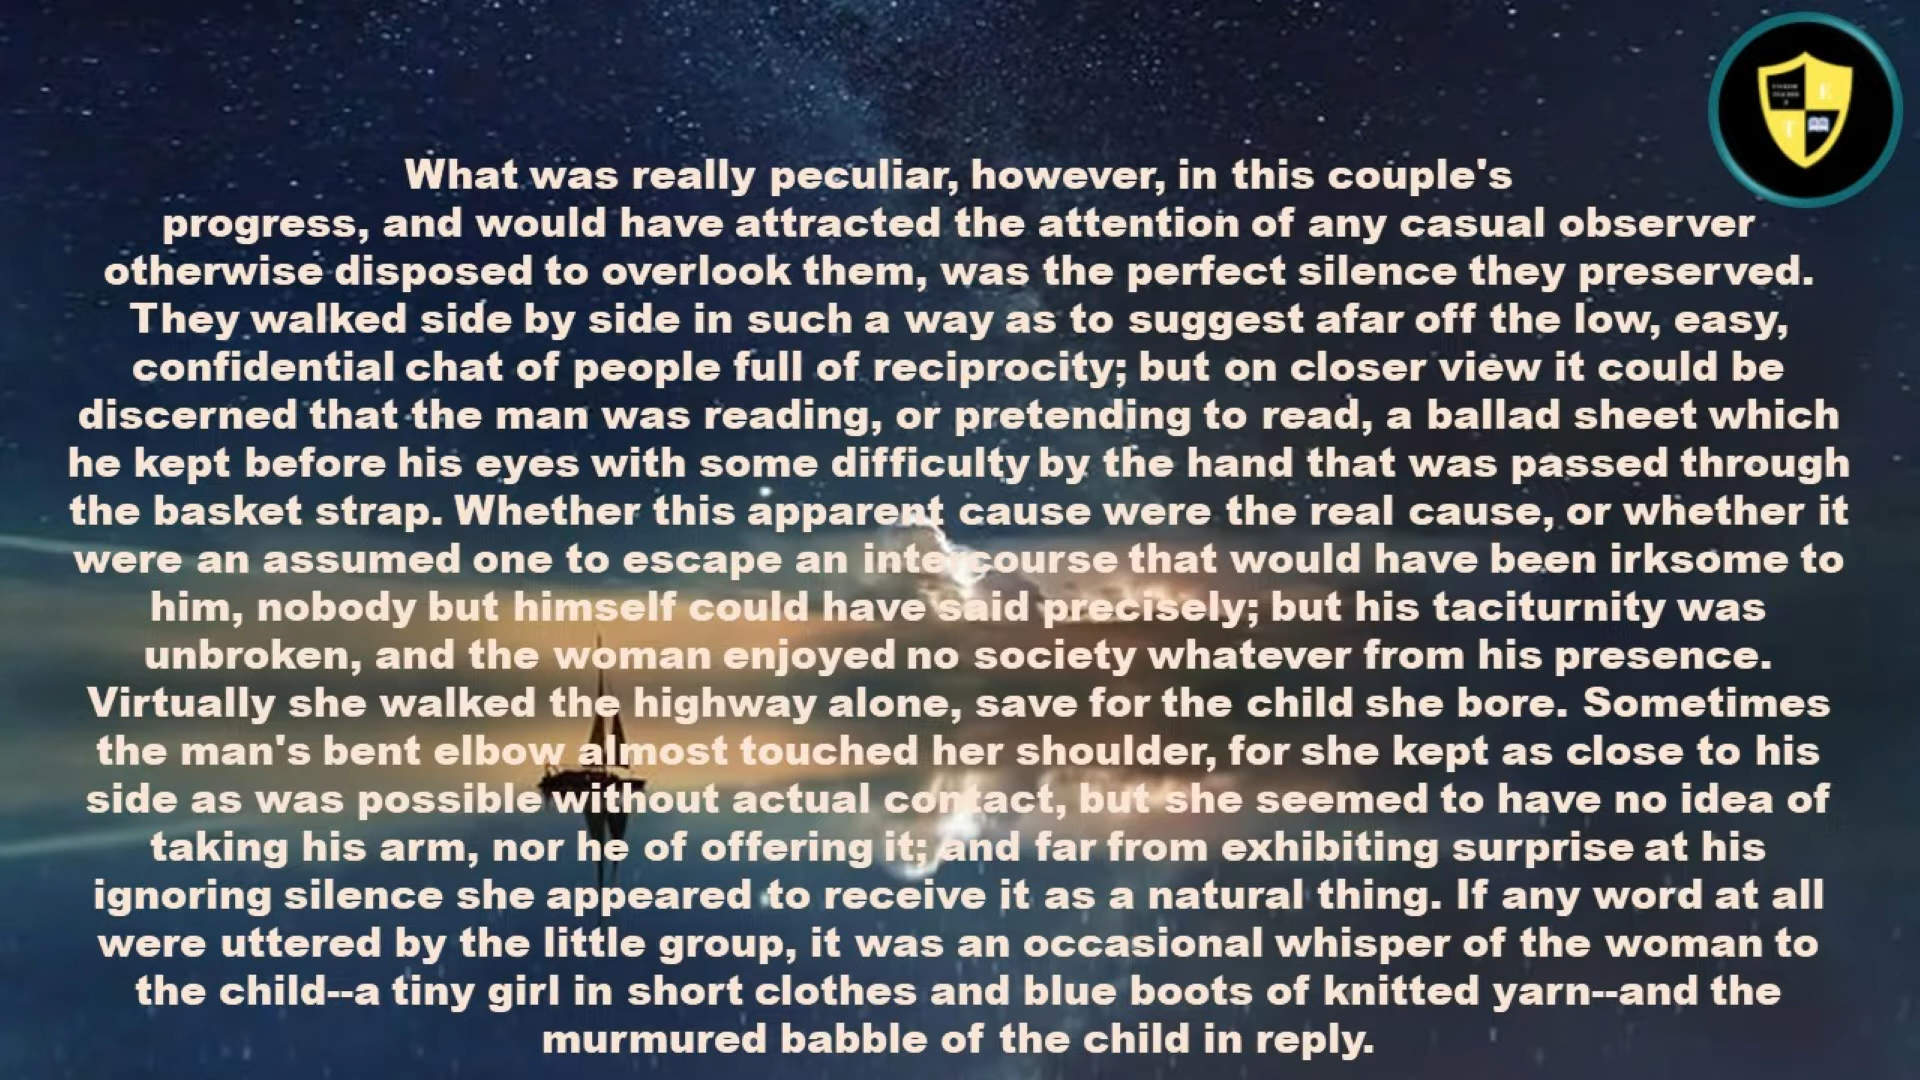 What was really peculiar, however, in this couple's
progress, and would have attracted the attention of any casual observer
otherwise disposed to overlook them, was the perfect silence they preserved.
They walked side by side in such a way as to suggest afar off the low, easy,
confidential chat of people full of reciprocity; but on closer view it could be
discerned that the man was reading, or pretending to read, a ballad sheet which
he kept before his eyes with some difficulty by the hand that was passed through
the basket strap. Whether this apparent cause were the real cause, or whether it
were an assumed one to escape an intercourse that would have been irksome to
him, nobody but himself could have said precisely; but his taciturnity was
unbroken, and the woman enjoyed no society whatever from his presence.
Virtually she walked the highway alone, save for the child she bore. Sometimes
the man's bent elbow almost touched her shoulder, for she kept as close to his
side as was possible without actual contact, but she seemed to have no idea of
taking his arm, nor he of offering it; and far from exhibiting surprise at his
ignoring silence she appeared to receive it as a natural thing. If any word at all
were uttered by the little group, it was an occasional whisper of the woman to
the child--a tiny girl in short clothes and blue boots of knitted yarn--and the
murmured babble of the child in reply.
E
T